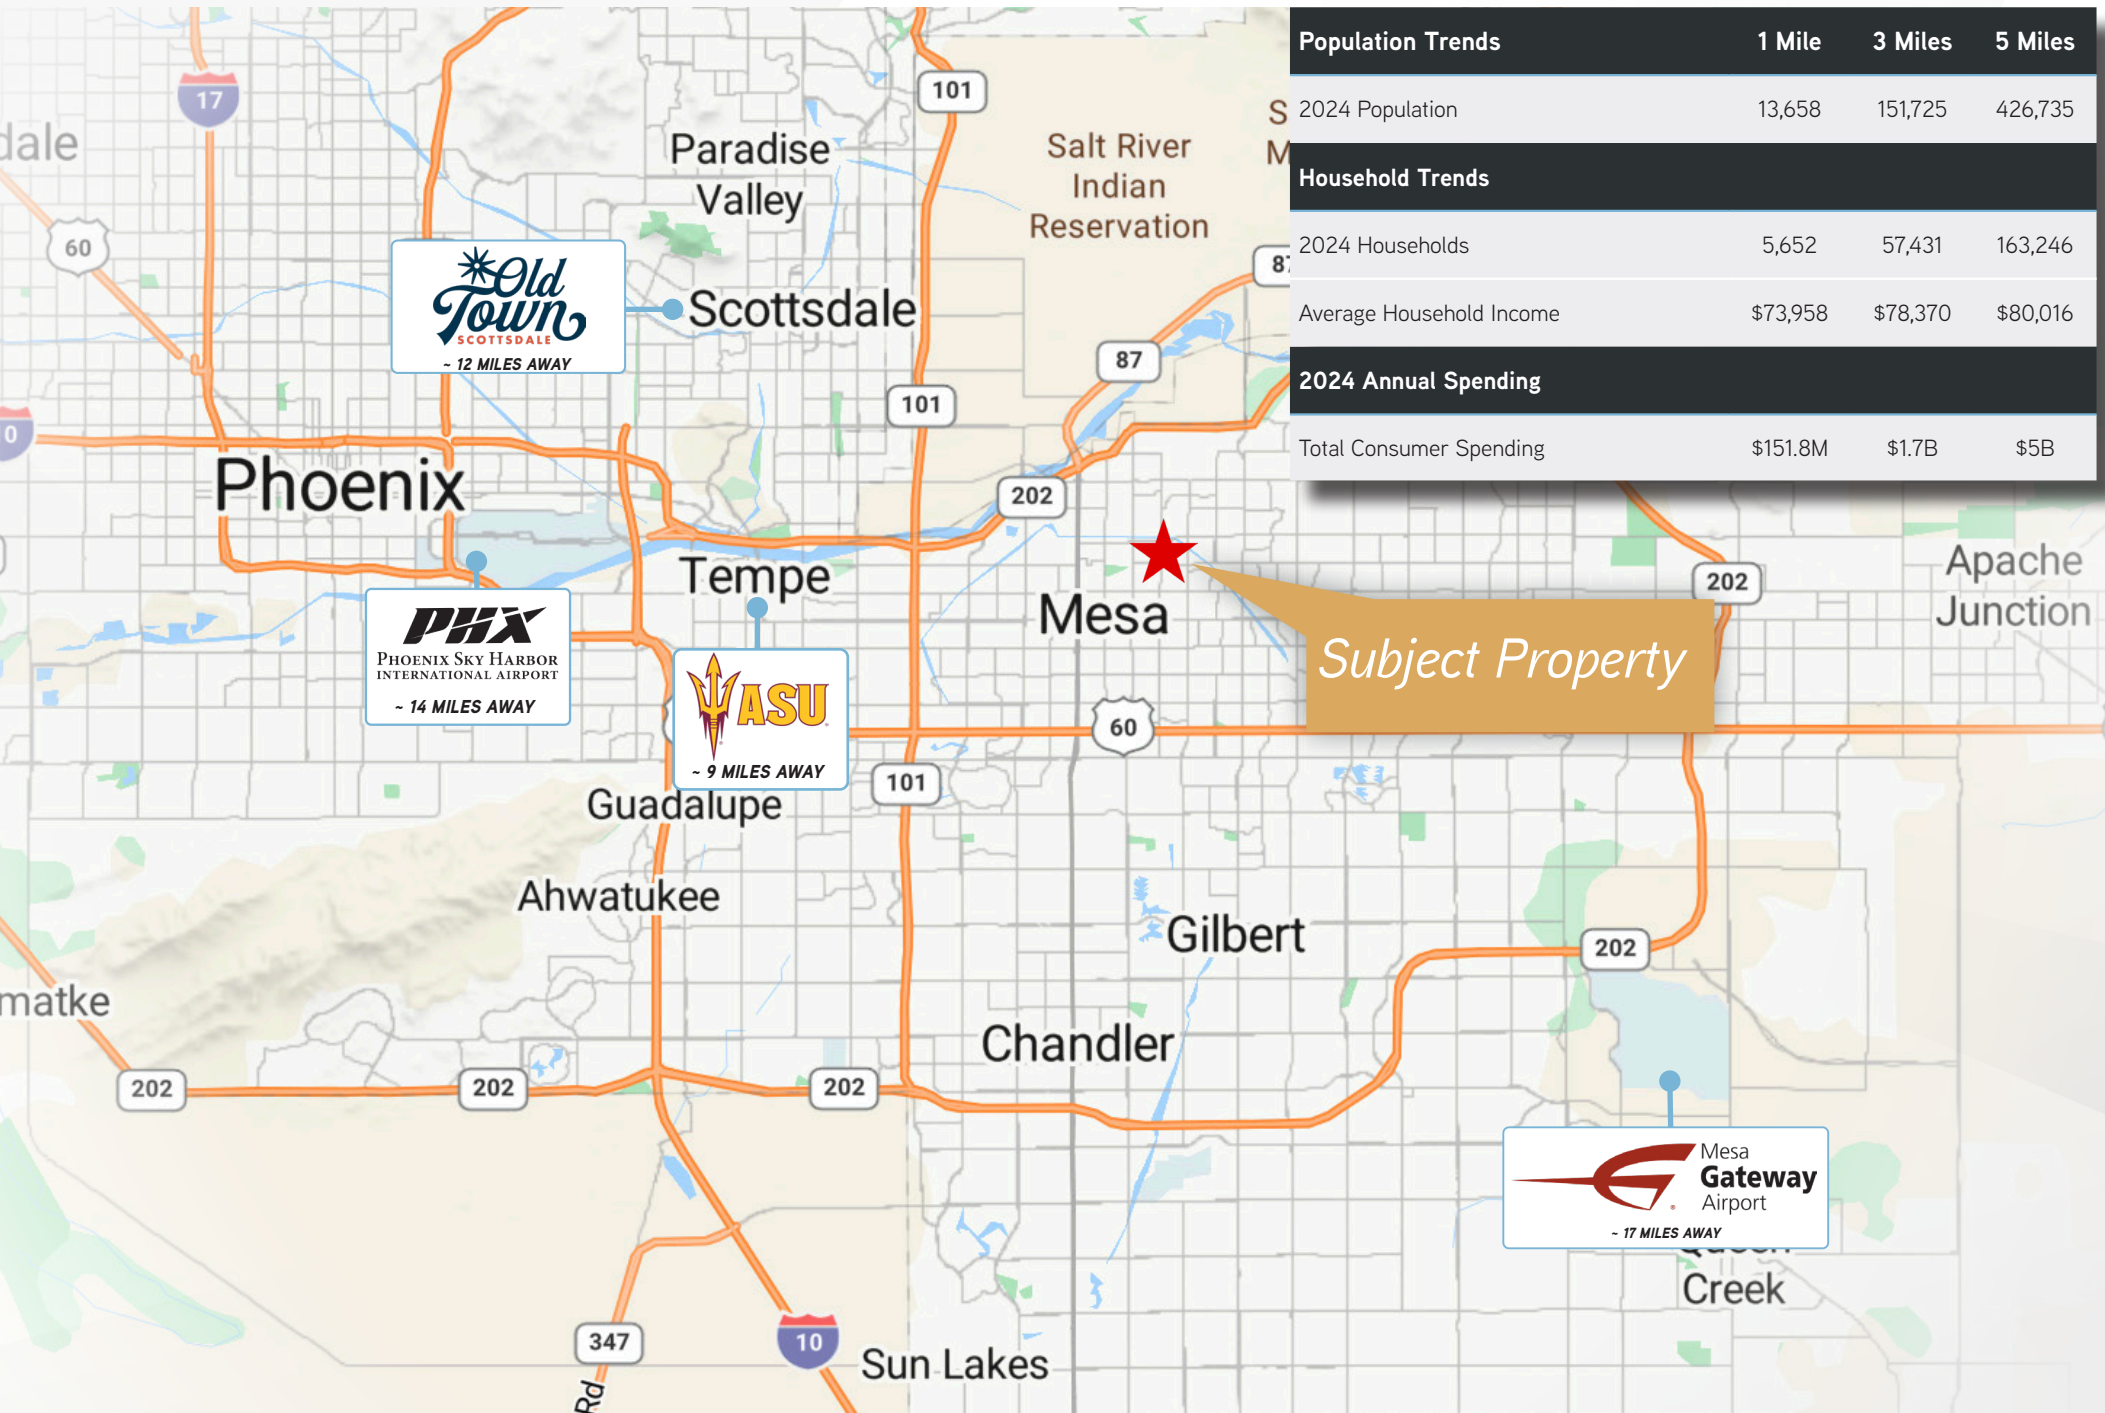 Population Trends 1 Mile 3 Miles 5 Miles
2024 Population 13,658 151,725 426,735
Household Trends
2024 Households 5,652 57,431 163,246
Average Household Income $73,958 $78,370 $80,016
2024 Annual Spending
Total Consumer Spending $151.8M $1.7B $5B
17
101
dale
Paradise
Valley
Salt River
Indian
Reservation
S
M
60
87
Old
Town
SCOTTSDALE
~ 12 MILES AWAY
Scottsdale
87
101
0
Phoenix
202
Tempe
Mesa
202
Apache
Junction
PHX
PHOENIX SKY HARBOR
INTERNATIONAL AIRPORT
~ 14 MILES AWAY
Subject Property
ASU
~ 9 MILES AWAY
60
101
Guadalupe
Ahwatukee
Gilbert
202
matke
Chandler
202
202
202
Mesa
Gateway
Airport
~ 17 MILES AWAY
Creek
347
10
Sun Lakes
Rd